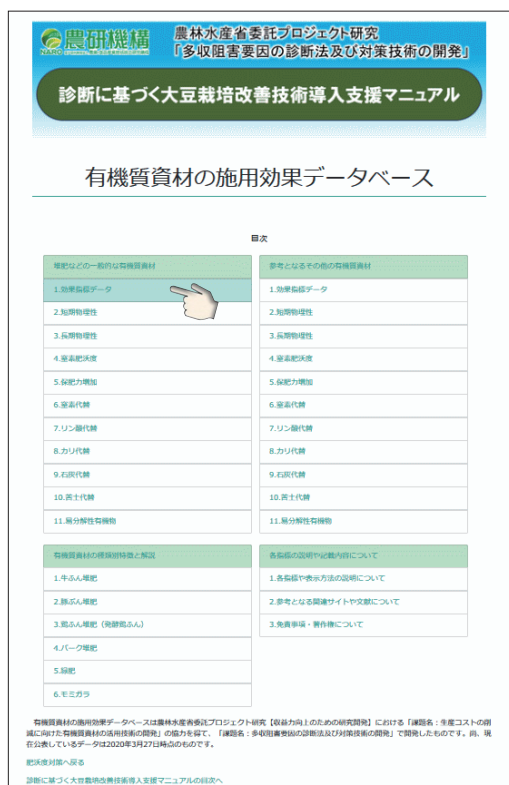 農研機構
NARO
農林水産省委託プロジェクト研究
「多収阻害要因の診断法及び対策技術の開発」
診断に基づく大豆栽培改善技術導入支援マニュアル
有機質資材の施用効果データベース
目次
堆肥などの一般的な有機質資材
1.効果指標データ
2.短期物理性
3.長期物理性
4.窒素肥沃度
5.保肥力増加
6.窒素代替
7.リン酸代替
8.カリ代替
9.石灰代替
10.苦土代替
11.易分解性有機物
参考となるその他の有機質資材
1.効果指標データ
2.短期物理性
3.長期物理性
4.窒素肥沃度
5.保肥力増加
6.窒素代替
7.リン酸代替
8.カリ代替
9.石灰代替
10.苦土代替
11.易分解性有機物
有機質資材の種類別特徴と解説
1.牛ふん堆肥
2.豚ぷん堆肥
3.鶏ふん堆肥（発酵鶏ふん）
4.バーク堆肥
5.緑肥
6.モミガラ
各指標の説明や記載内容について
1.各指標や表示方法の説明について
2.参考となる関連サイトや文献について
3.免責事項・著作権について
有機質資材の施用効果データベースは農林水産省委託プロジェクト研究【収益力向上のための研究開発】における「課題名：生産コストの削
減に向けた有機質資材の活用技術の開発」の協力を得て、「課題名：多収阻害要因の診断法及び対策技術の開発」で開発したものです。尚、現
在公表しているデータは2020年3月27日時点のものです。
肥沃度対策へ戻る
診断に基づく大豆栽培改善技術導入支援マニュアルの目次へ